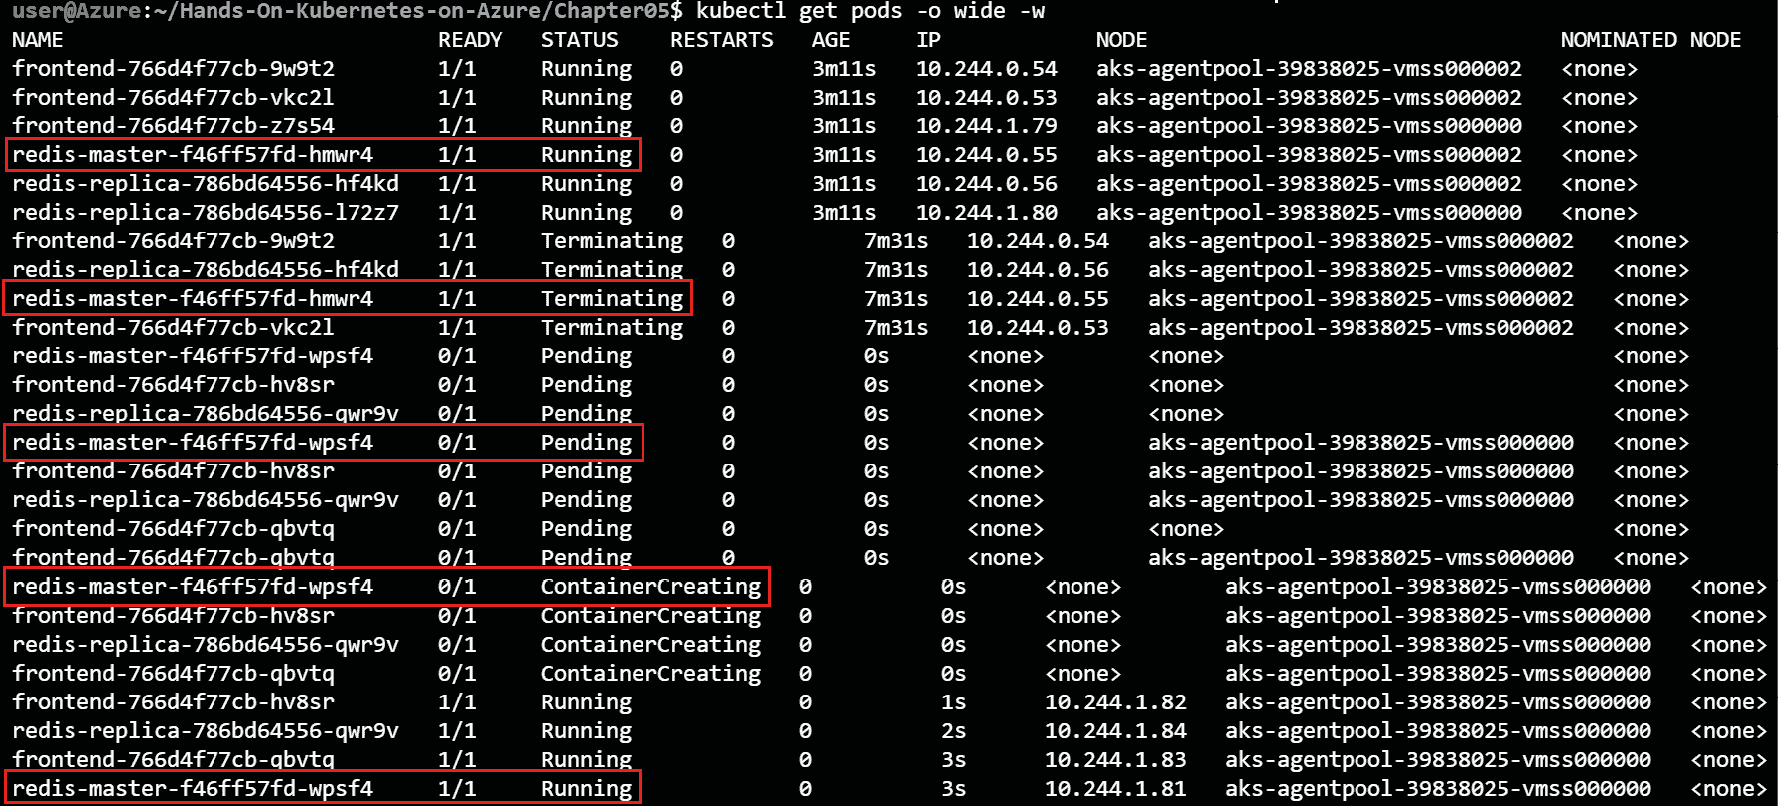 user@Azure:~/Hands-On-Kubernetes-on-Azure/Chapter05$ kubectl get pods -o wide -w
NAME READY STATUS RESTARTS AGE IP NODE NOMINATED NODE
frontend-766d4f77cb-9w9t2 1/1 Running 0 3m11s 10.244.0.54 aks-agentpool-39838025-vmss000002 <none>
frontend-766d4f77cb-vkc2l 1/1 Running 0 3m11s 10.244.0.53 aks-agentpool-39838025-vmss000002 <none>
frontend-766d4f77cb-z7s54 1/1 Running 0 3m11s 10.244.1.79 aks-agentpool-39838025-vmss000000 <none>
redis-master-f46ff57fd-hmwr4 1/1 Running 0 3m11s 10.244.0.55 aks-agentpool-39838025-vmss000002 <none>
redis-replica-786bd64556-hf4kd 1/1 Running 0 3m11s 10.244.0.56 aks-agentpool-39838025-vmss000002 <none>
redis-replica-786bd64556-l72z7 1/1 Running 0 3m11s 10.244.1.80 aks-agentpool-39838025-vmss000000 <none>
frontend-766d4f77cb-9w9t2 1/1 Terminating 0 7m31s 10.244.0.54 aks-agentpool-39838025-vmss000002 <none>
redis-replica-786bd64556-hf4kd 1/1 Terminating 0 7m31s 10.244.0.56 aks-agentpool-39838025-vmss000002 <none>
redis-master-f46ff57fd-hmwr4 1/1 Terminating 0 7m31s 10.244.0.55 aks-agentpool-39838025-vmss000002 <none>
frontend-766d4f77cb-vkc2l 1/1 Terminating 0 7m31s 10.244.0.53 aks-agentpool-39838025-vmss000002 <none>
redis-master-f46ff57fd-wpsf4 0/1 Pending 0 0s <none> <none> <none>
frontend-766d4f77cb-hv8sr 0/1 Pending 0 0s <none> <none> <none>
redis-replica-786bd64556-qwr9v 0/1 Pending 0 0s <none> <none> <none>
redis-master-f46ff57fd-wpsf4 0/1 Pending 0 0s <none> aks-agentpool-39838025-vmss000000 <none>
frontend-766d4f77cb-hv8sr 0/1 Pending 0 0s <none> aks-agentpool-39838025-vmss000000 <none>
redis-replica-786bd64556-qwr9v 0/1 Pending 0 0s <none> aks-agentpool-39838025-vmss000000 <none>
frontend-766d4f77cb-qbvtq 0/1 Pending 0 0s <none> <none> <none>
frontend-766d4f77cb-qbvtq 0/1 Pending 0 0s <none> aks-agentpool-39838025-vmss000000 <none>
redis-master-f46ff57fd-wpsf4 0/1 ContainerCreating 0 0s <none> aks-agentpool-39838025-vmss000000 <none>
frontend-766d4f77cb-hv8sr 0/1 ContainerCreating 0 0s <none> aks-agentpool-39838025-vmss000000 <none>
redis-replica-786bd64556-qwr9v 0/1 ContainerCreating 0 0s <none> aks-agentpool-39838025-vmss000000 <none>
frontend-766d4f77cb-qbvtq 0/1 ContainerCreating 0 0s <none> aks-agentpool-39838025-vmss000000 <none>
frontend-766d4f77cb-hv8sr 1/1 Running 0 1s 10.244.1.82 aks-agentpool-39838025-vmss000000 <none>
redis-replica-786bd64556-qwr9v 1/1 Running 0 2s 10.244.1.84 aks-agentpool-39838025-vmss000000 <none>
frontend-766d4f77cb-qbvtq 1/1 Running 0 3s 10.244.1.83 aks-agentpool-39838025-vmss000000 <none>
redis-master-f46ff57fd-wpsf4 1/1 Running 0 3s 10.244.1.81 aks-agentpool-39838025-vmss000000 <none>